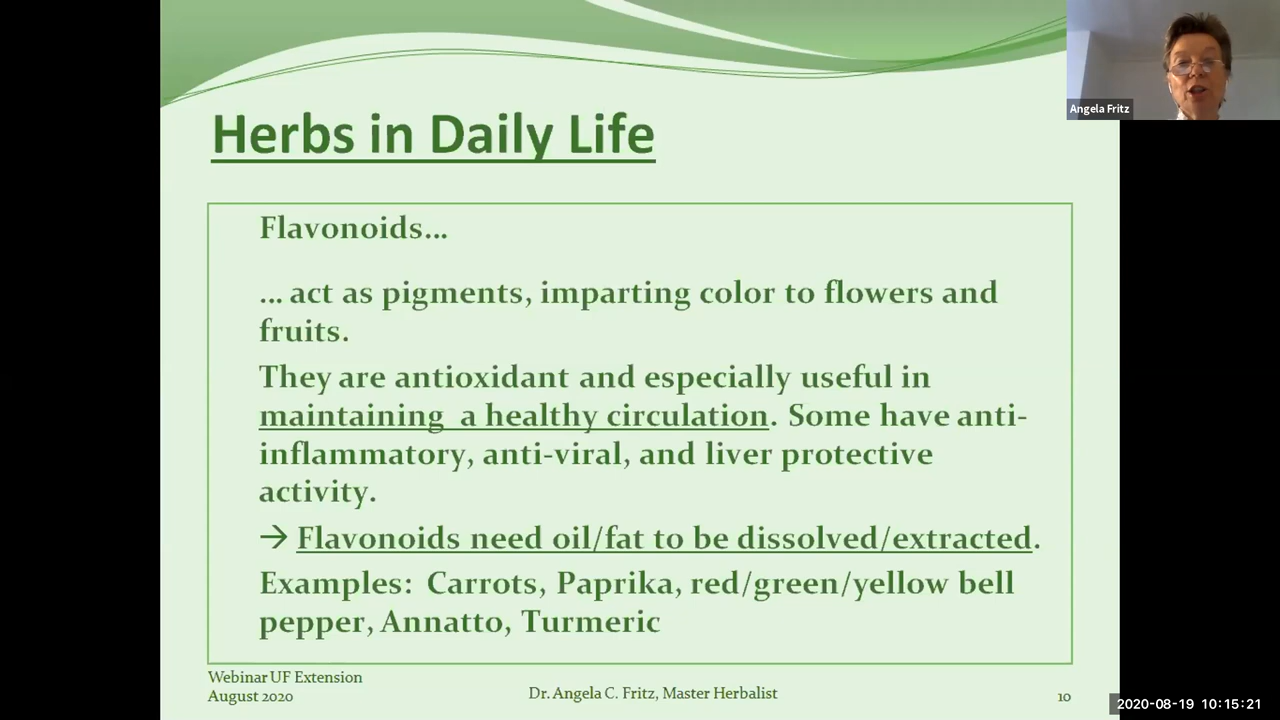 Angela Fritz
Herbs in Daily Life
Flavonoids...
... act as pigments, imparting color to flowers and
fruits.
They are antioxidant and especially useful in
maintaining a healthy circulation. Some have anti-
inflammatory, anti-viral, and liver protective
activity.
→ Flavonoids need oil/fat to be dissolved/extracted.
Examples: Carrots, Paprika, red/green/yellow bell
pepper, Annatto, Turmeric
Webinar UF Extension
August 2020
Dr. Angela C. Fritz, Master Herbalist
10
2020-08-19 10:15:21